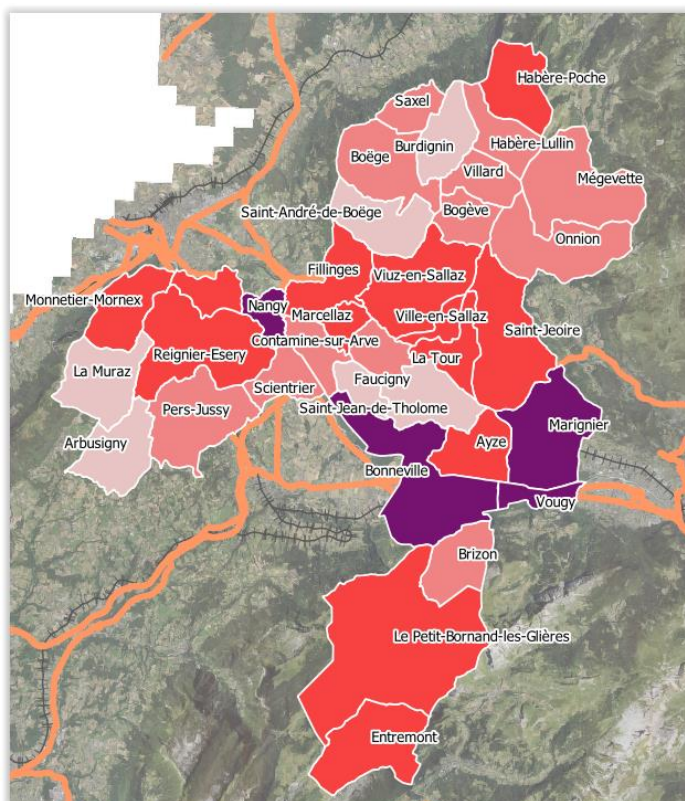 Habère-Poche
Saxel
Burdignin
Habère-Lullin
Boëge
Villard
Mégevette
Saint-André-de-Boëge
Bogève
Onnion
Fillinges
Viuz-en-Sallaz
Monnetier-Mornex
Nangy
Marcellaz
Ville-en-Sallaz
Saint-Jeoire
Contamine-sur-Arve
Reignier-Esery
La Tour
La Muraz
Scientrier
Faucigny
Pers-Jussy
Saint-Jean-de-Tholome
Marignier
Arbusigny
Ayze
Bonneville
Vougy
Brizon
Le Petit-Bornand-les-Glières
Entremont